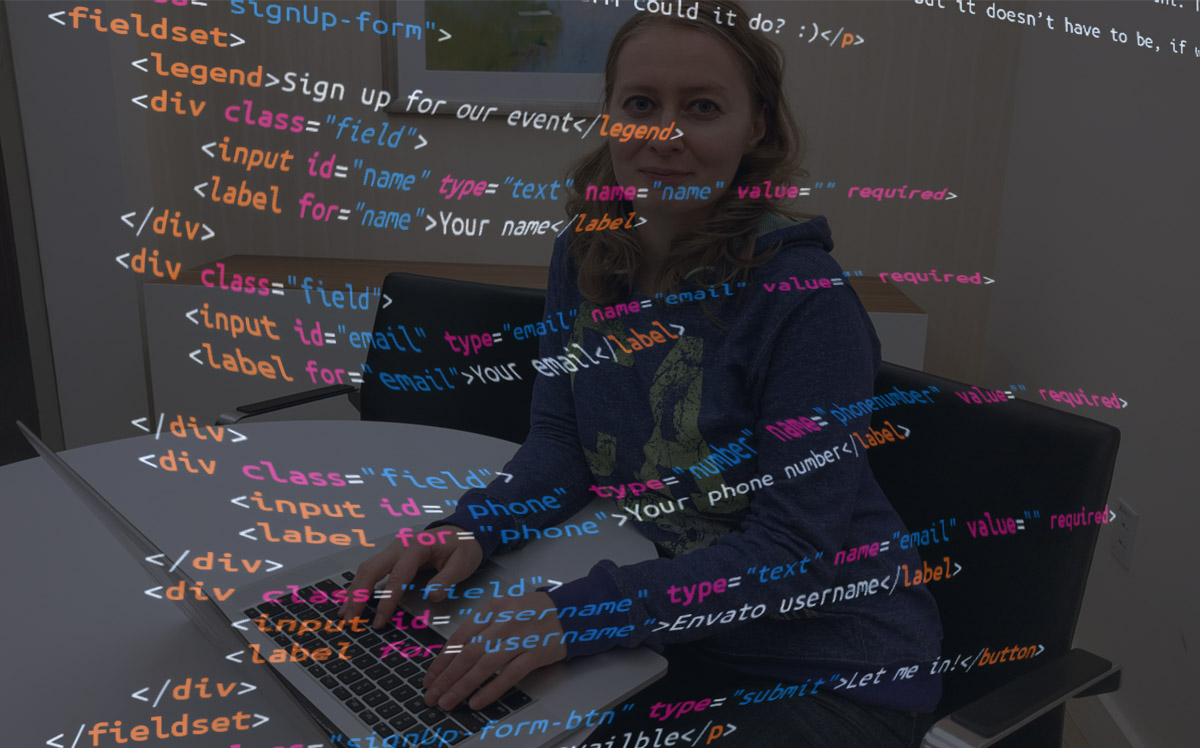 signUp-form">
<fieldset>
could it do? :)</p>
but it doesn't have to be, if
<legend>Sign up for our event</legend>
<div class="field">
<input id="name" type="text" name="name" value="" required>
<label for="name">Your name</label>
</div>
<div class="field">
<input id="email" type="email" name="email" value="" required>
<label for="email">Your email</label>
</div>
<div class="field">
<input id="phone" type="number" name="phonenumber" value="" required>
<label for="phone">Your phone number</label>
</div>
<div class="field">
<input id="username" type="text" name="email" value="" required>
<label for="username">Envato username</label>
</div>
</fieldset>
"signUp-form-btn" type="submit">Let me in!</button>
availble</p>